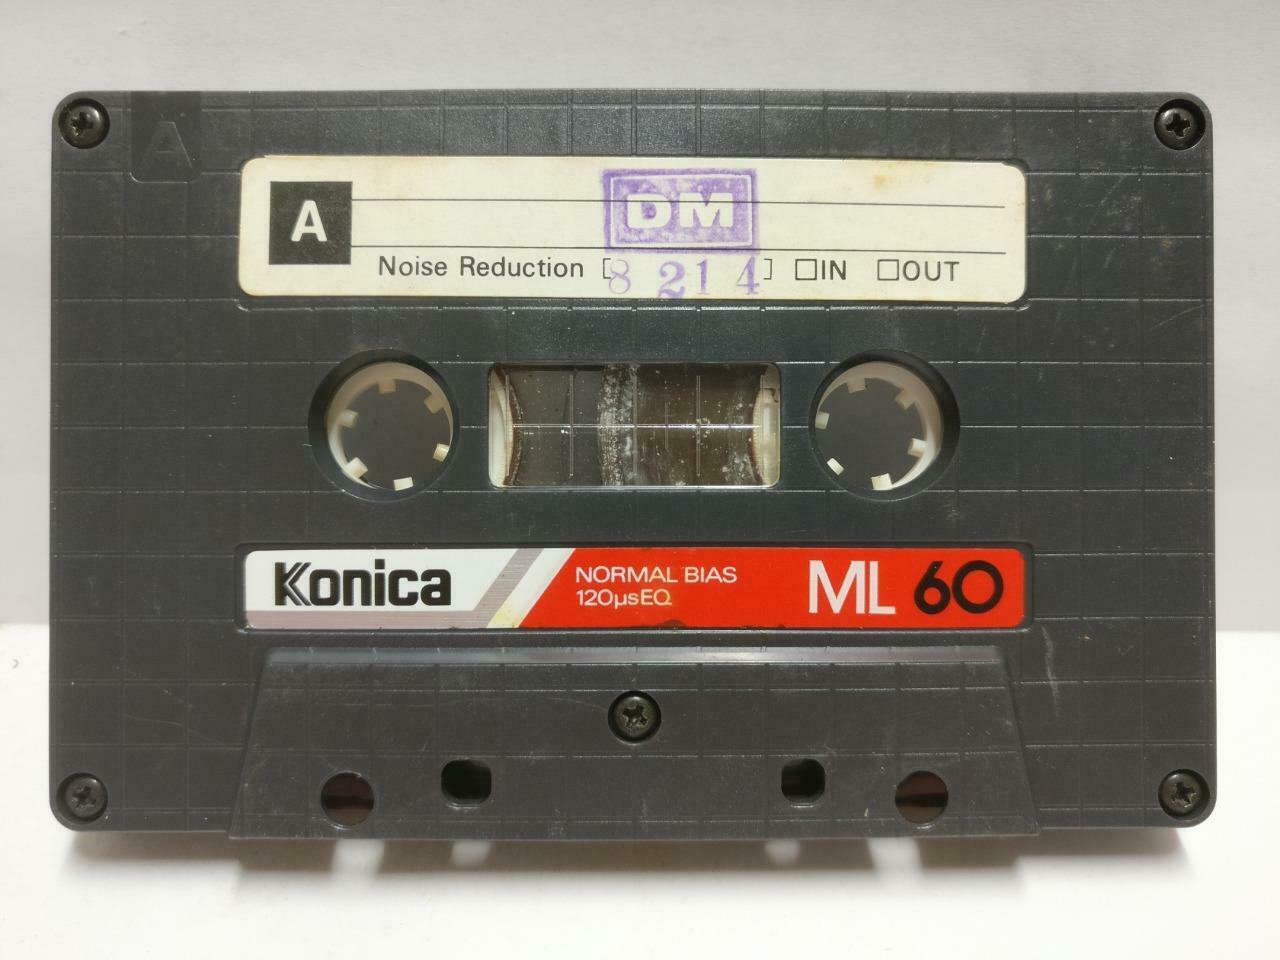 A
A
DM
Noise Reduction [ ] □IN □OUT
8 21 4
Konica
NORMAL BIAS
120µsEQ
ML 60